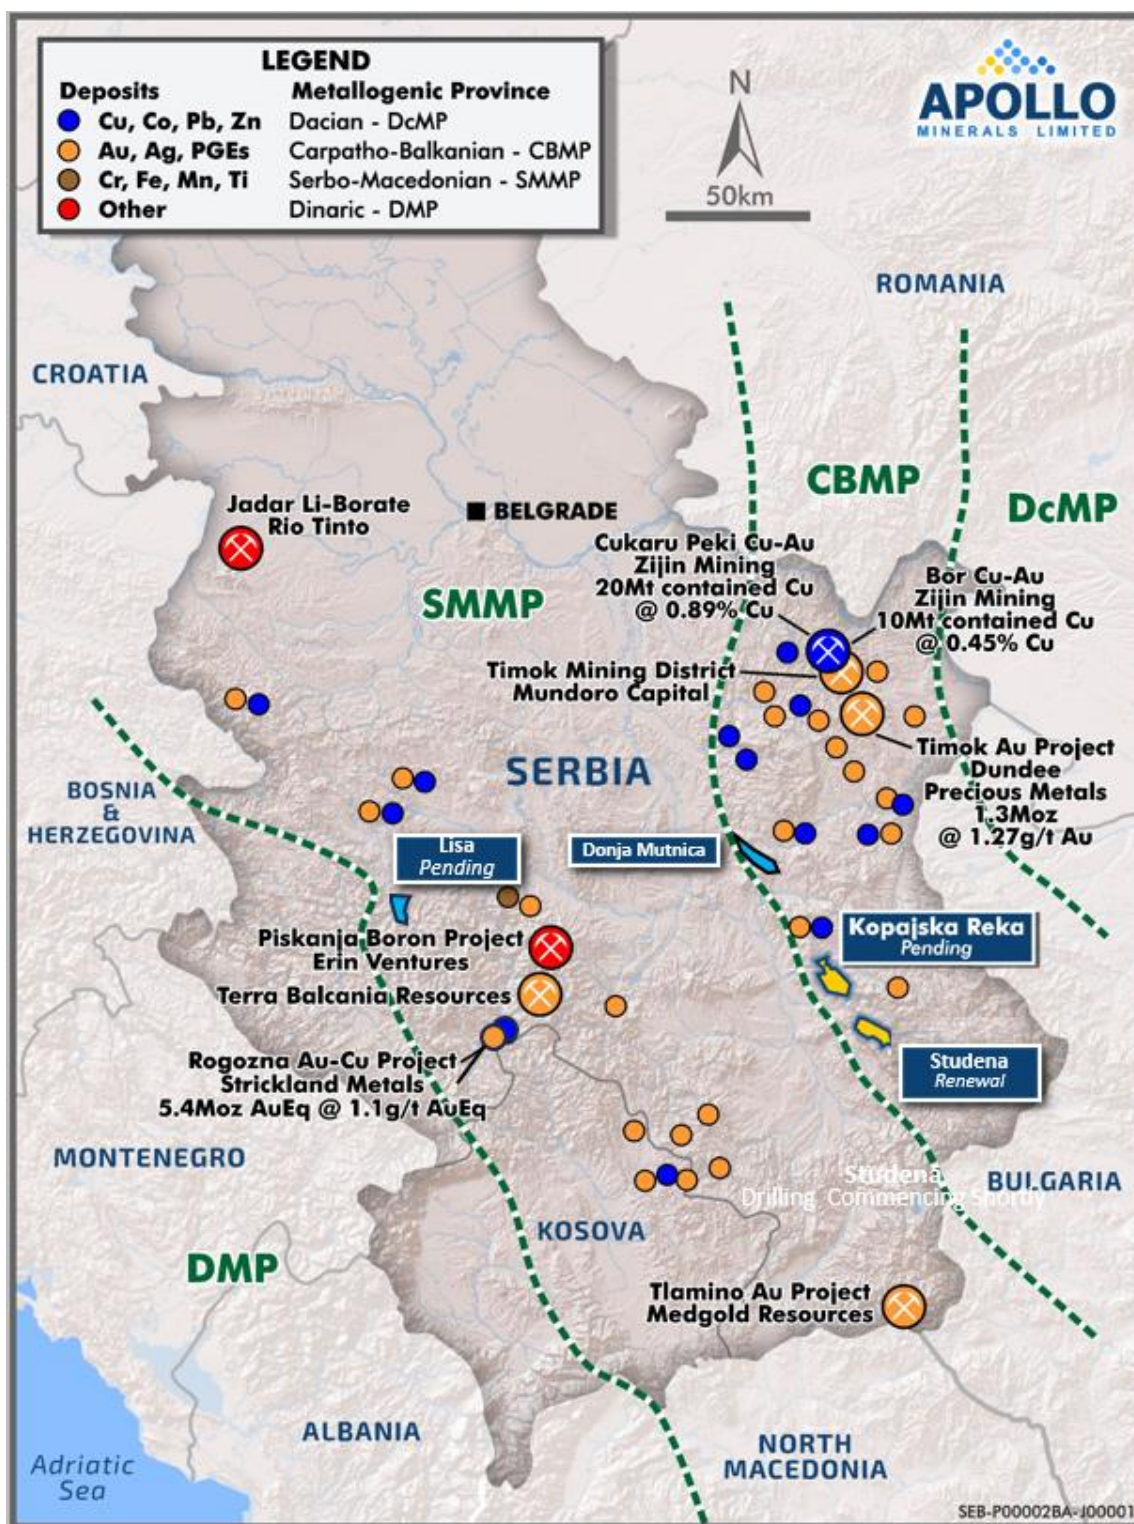 LEGEND
Deposits Metallogenic Province
Cu, Co, Pb, Zn Dacian - DcMP
Au, Ag, PGEs Carpatho-Balkanian - CBMP
Cr, Fe, Mn, Ti Serbo-Macedonian - SMMP
Other Dinaric - DMP
N
50km
APOLLO
MINERALS LIMITED
ROMANIA
CROATIA
CBMP
DcMP
Jadar Li-Borate
Rio Tinto
BELGRADE
Cukaru Peki Cu-Au
Zijin Mining
20Mt contained Cu
@ 0.89% Cu
Bor Cu-Au
Zijin Mining
10Mt contained Cu
@ 0.45% Cu
SMMP
Timok Mining District
Mundoro Capital
SERBIA
Timok Au Project
Dundee
Precious Metals
1.3Moz
@ 1.27g/t Au
BOSNIA
&
HERZEGOVINA
Lisa
Pending
Donja Mutnica
Kopajska Reka
Pending
Piskanja Boron Project
Erin Ventures
Terra Balcania Resources
Rogozna Au-Cu Project
Strickland Metals
5.4Moz AuEq @ 1.1g/t AuEq
Studena
Renewal
MONTENEGRO
Studena
Drilling Commencing Shortly
BULGARIA
KOSOVA
DMP
Tlamino Au Project
Medgold Resources
ALBANIA
NORTH
MACEDONIA
Adriatic
Sea
SEB-P00002BA-J00001